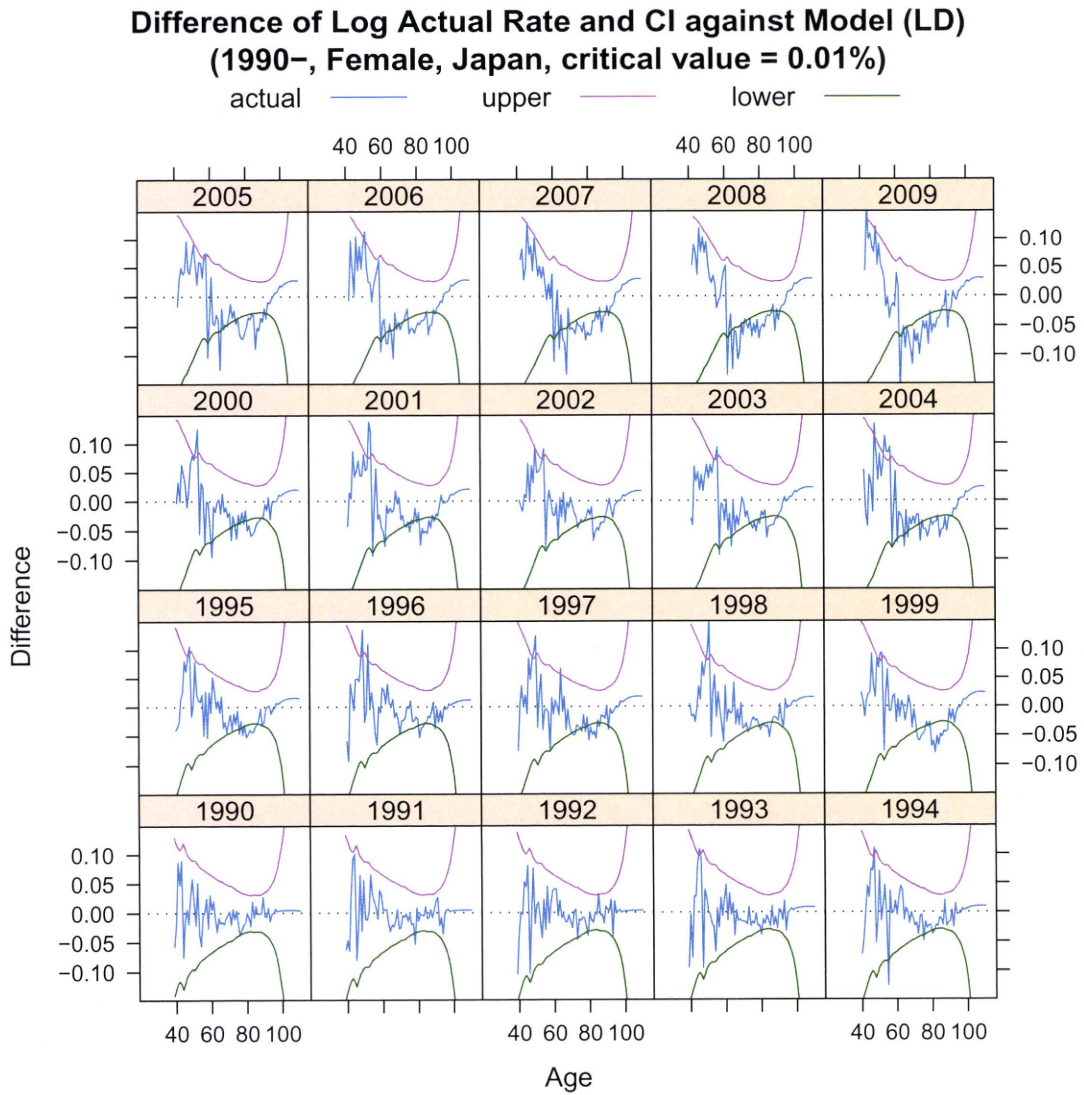 Difference of Log Actual Rate and CI against Model (LD)
(1990−, Female, Japan, critical value = 0.01%)
actual upper lower
40 60 80 100 40 60 80 100
2005 2006 2007 2008 2009
0.10
0.05
0.00
−0.05
−0.10
2000 2001 2002 2003 2004
0.10
0.05
0.00
−0.05
−0.10
1995 1996 1997 1998 1999
0.10
0.05
0.00
−0.05
−0.10
1990 1991 1992 1993 1994
0.10
0.05
0.00
−0.05
−0.10
40 60 80 100 40 60 80 100 40 60 80 100
Difference
Age